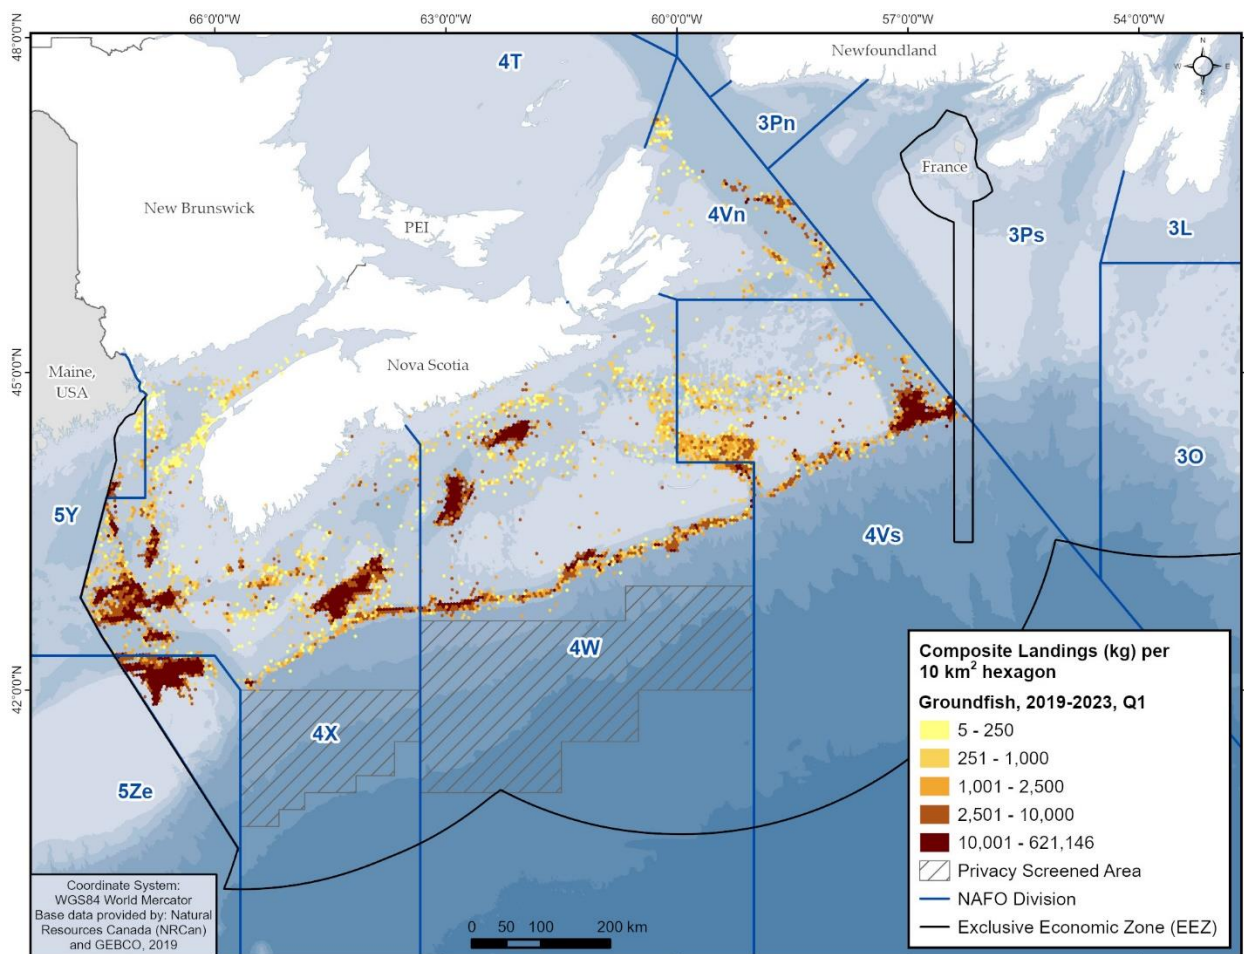 66°0'0"W
63°0'0"W
60°0'0"W
57°0'0"W
54°0'0"W
48°0'0"N
45°0'0"N
42°0'0"N
4T
Newfoundland
N
W
E
S
3Pn
France
New Brunswick
PEI
4Vn
3Ps
3L
Maine,
USA
Nova Scotia
5Y
4Vs
3O
4W
4X
5Ze
Composite Landings (kg) per
10 km² hexagon
Groundfish, 2019-2023, Q1
5 - 250
251 - 1,000
1,001 - 2,500
2,501 - 10,000
10,001 - 621,146
Privacy Screened Area
NAFO Division
Exclusive Economic Zone (EEZ)
Coordinate System:
WGS84 World Mercator
Base data provided by: Natural
Resources Canada (NRCan)
and GEBCO, 2019
0 50 100 200 km